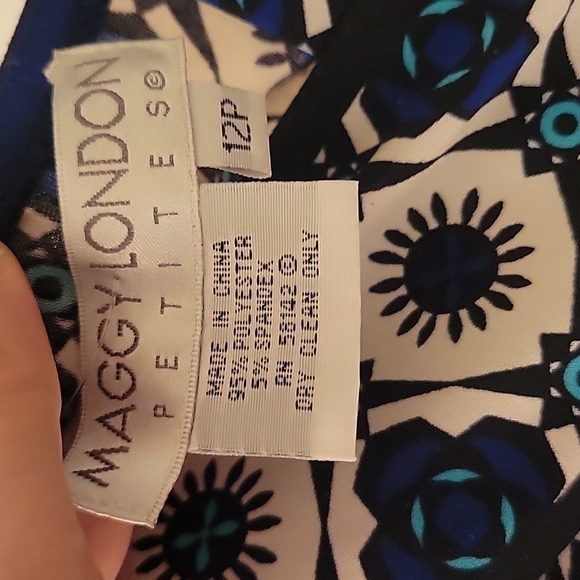 MAGGY LONDON
PETITES®
12P
MADE IN CHINA
95% POLYESTER
5% SPANDEX
RN 58142 ©
DRY CLEAN ONLY